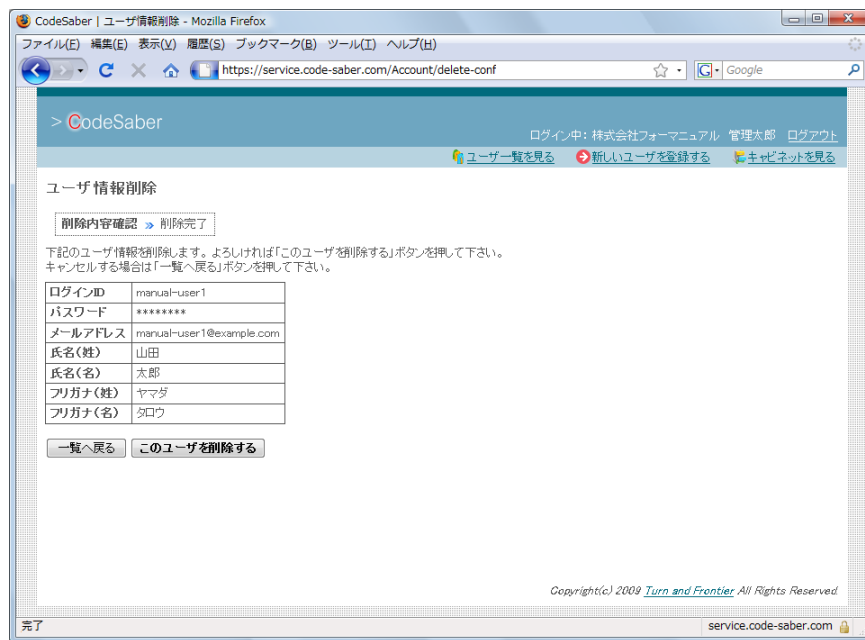 CodeSaber | ユーザ情報削除 - Mozilla Firefox
ファイル(F) 編集(E) 表示(V) 履歴(S) ブックマーク(B) ツール(T) ヘルプ(H)
https://service.code-saber.com/Account/delete-conf
G Google
> CodeSaber
ログイン中: 株式会社フォーマニュアル 管理太郎 ログアウト
ユーザ一覧を見る 新しいユーザを登録する キャビネットを見る
ユーザ情報削除
削除内容確認 » 削除完了
下記のユーザ情報を削除します。よろしければ「このユーザを削除する」ボタンを押して下さい。
キャンセルする場合は「一覧へ戻る」ボタンを押して下さい。
ログインID manual-user1
パスワード ********
メールアドレス manual-user1@example.com
氏名(姓) 山田
氏名(名) 太郎
フリガナ(姓) ヤマダ
フリガナ(名) タロウ
一覧へ戻る このユーザを削除する
Copyright(c) 2009 Turn and Frontier All Rights Reserved.
完了 service.code-saber.com